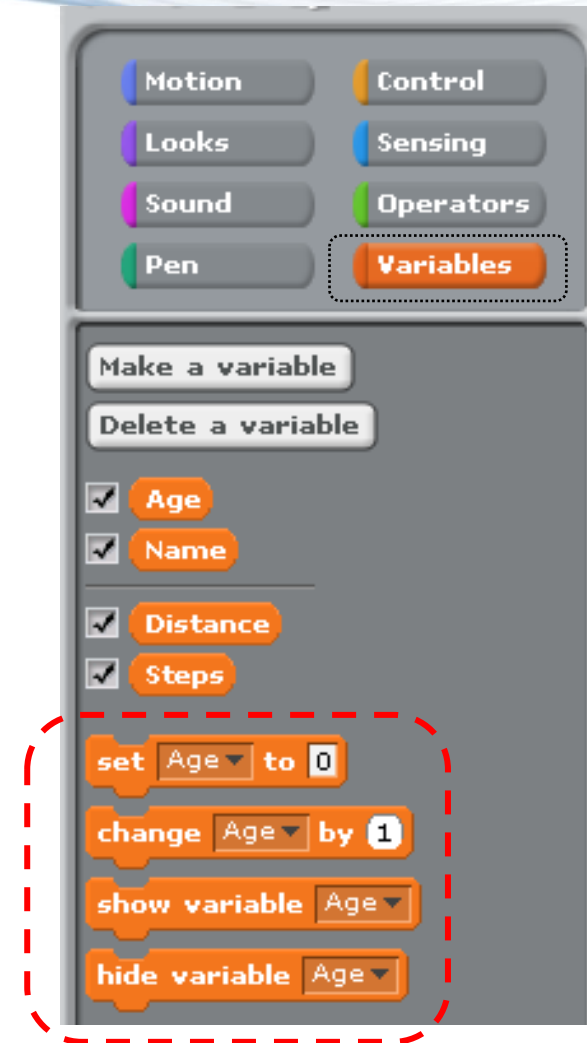 Motion Control
Looks Sensing
Sound Operators
Pen Variables
Make a variable
Delete a variable
Age
Name
Distance
Steps
set Age to 0
change Age by 1
show variable Age
hide variable Age